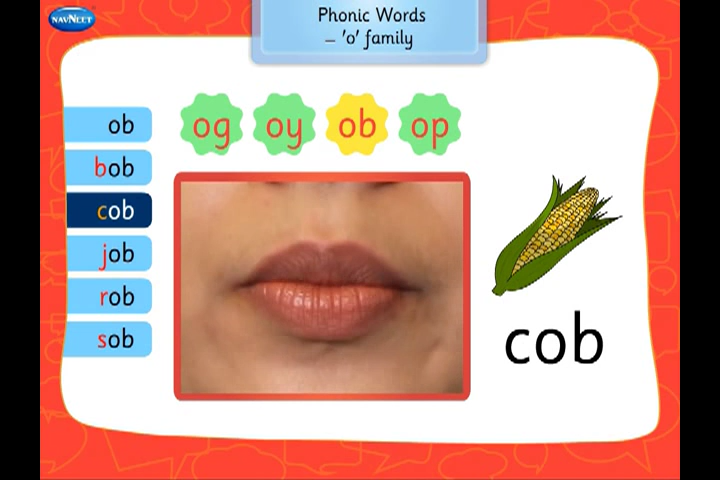 NAVNEET
Phonic Words
– 'o' family
og oy ob op
ob
bob
cob
job
rob
sob
cob